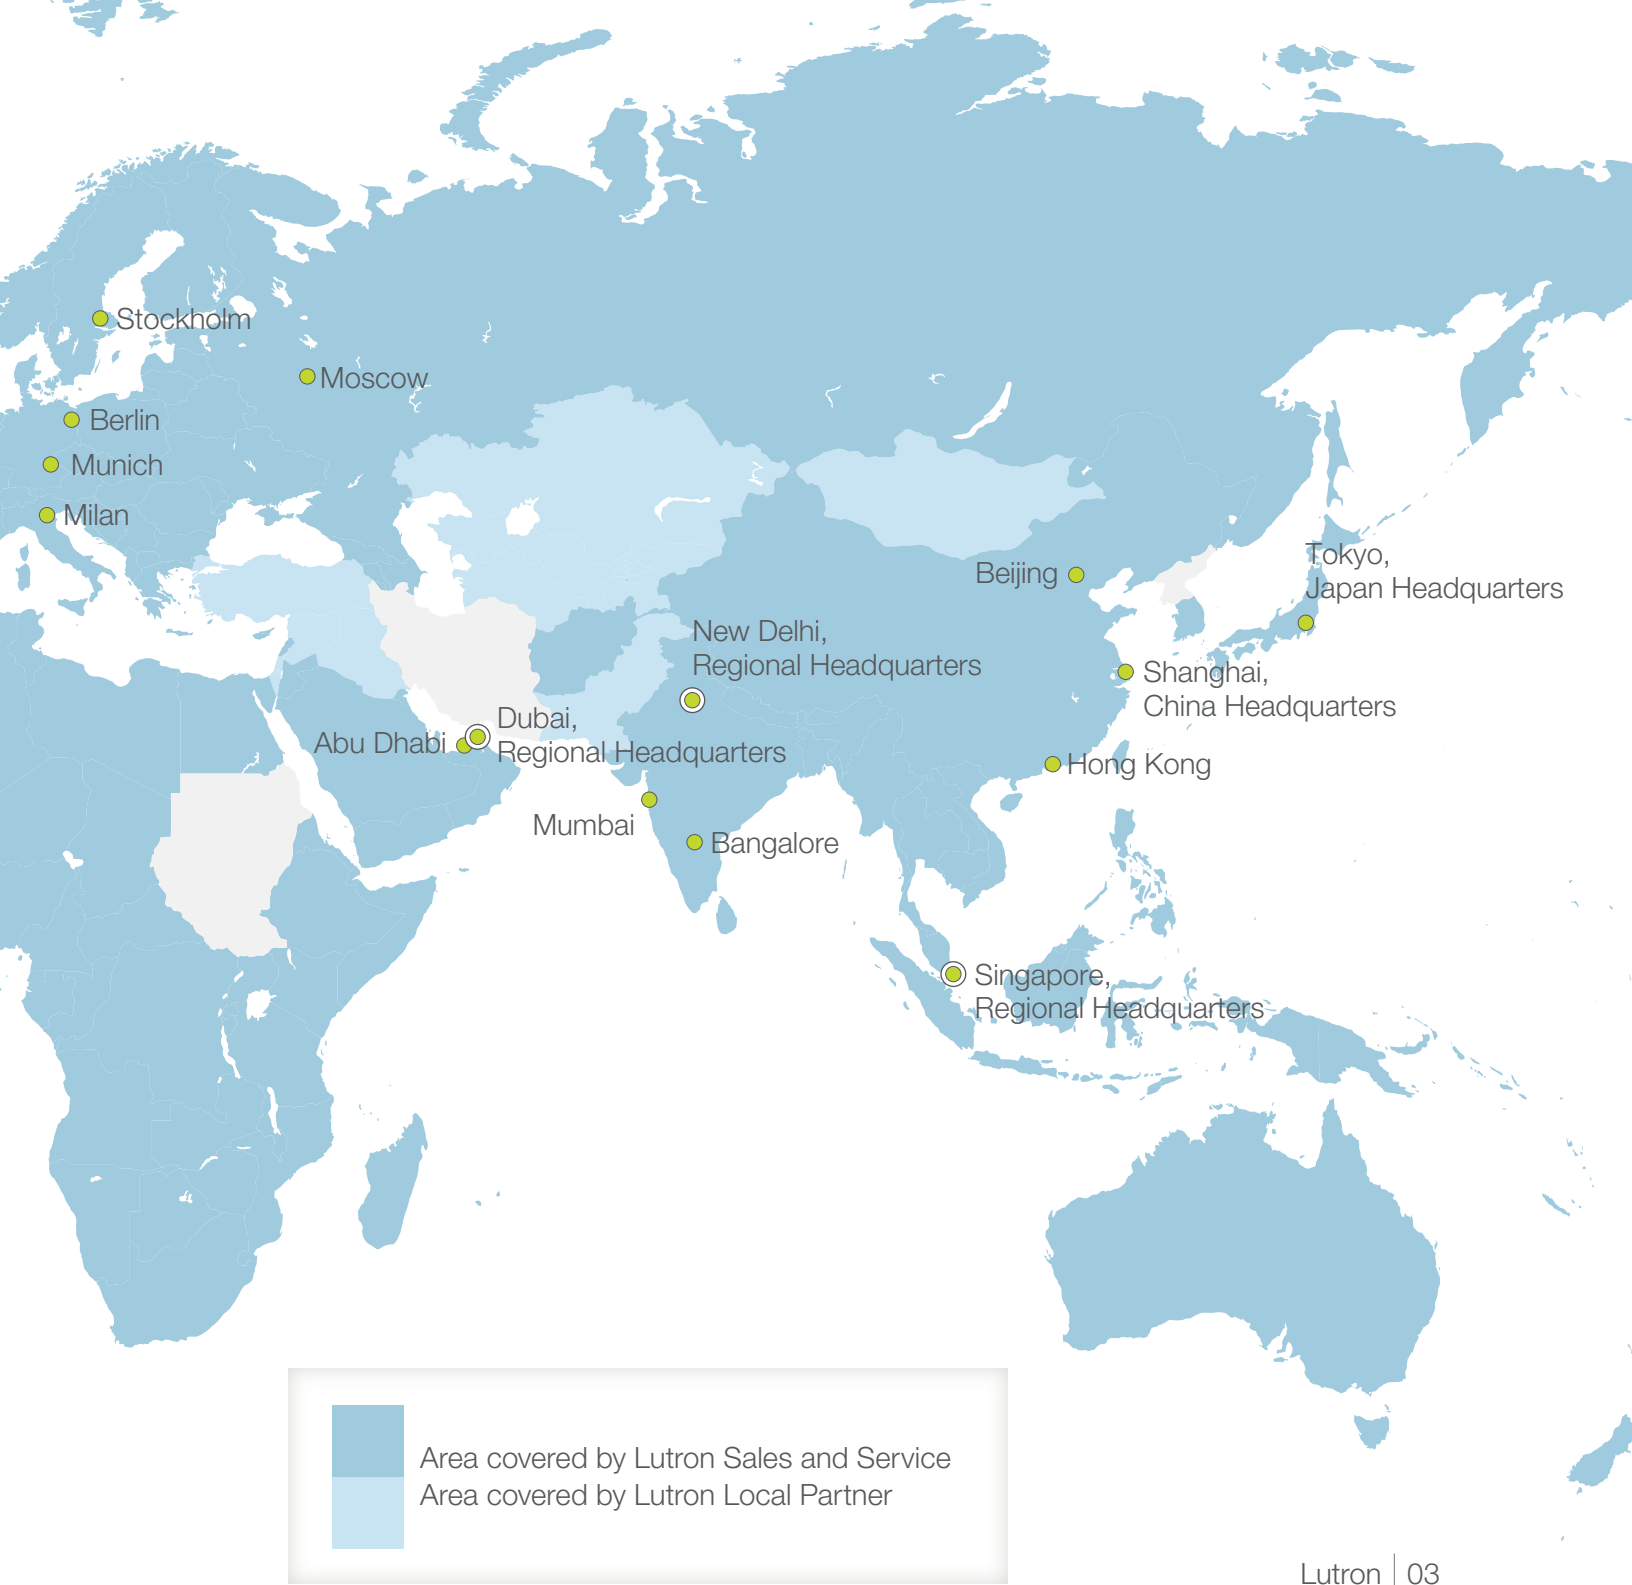 Stockholm
Moscow
Berlin
Munich
Milan
Beijing
Tokyo,
Japan Headquarters
New Delhi,
Regional Headquarters
Shanghai,
China Headquarters
Dubai,
Regional Headquarters
Abu Dhabi
Hong Kong
Mumbai
Bangalore
Singapore,
Regional Headquarters
Area covered by Lutron Sales and Service
Area covered by Lutron Local Partner
Lutron | 03